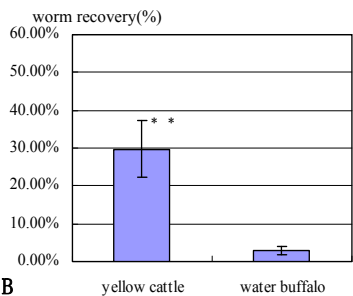 worm recovery(%)
60.00%
50.00%
40.00%
30.00%
20.00%
10.00%
0.00%
* *
yellow cattle
water buffalo
B